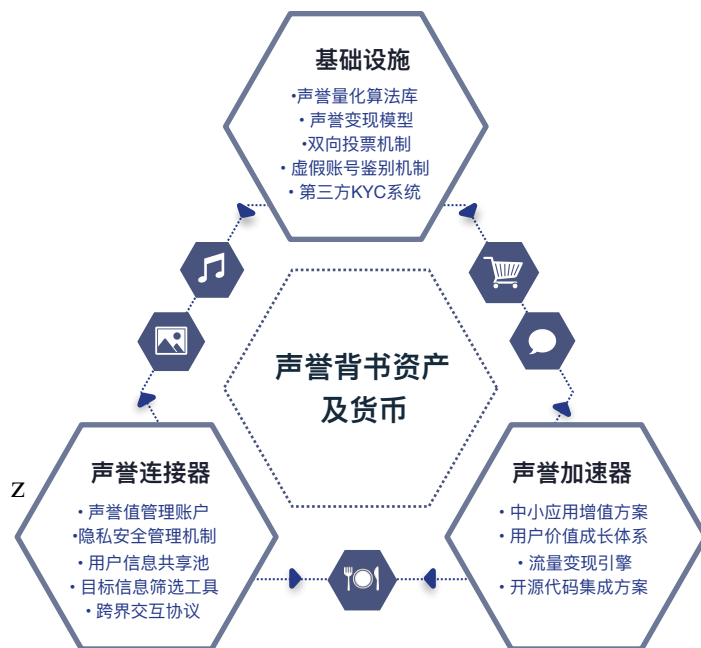 基础设施
•声誉量化算法库
• 声誉变现模型
•双向投票机制
• 虚假账号鉴别机制
• 第三方KYC系统
声誉背书资产
及货币
声誉连接器
• 声誉值管理账户
•隐私安全管理机制
• 用户信息共享池
• 目标信息筛选工具
• 跨界交互协议
z
声誉加速器
• 中小应用增值方案
• 用户价值成长体系
• 流量变现引擎
• 开源代码集成方案